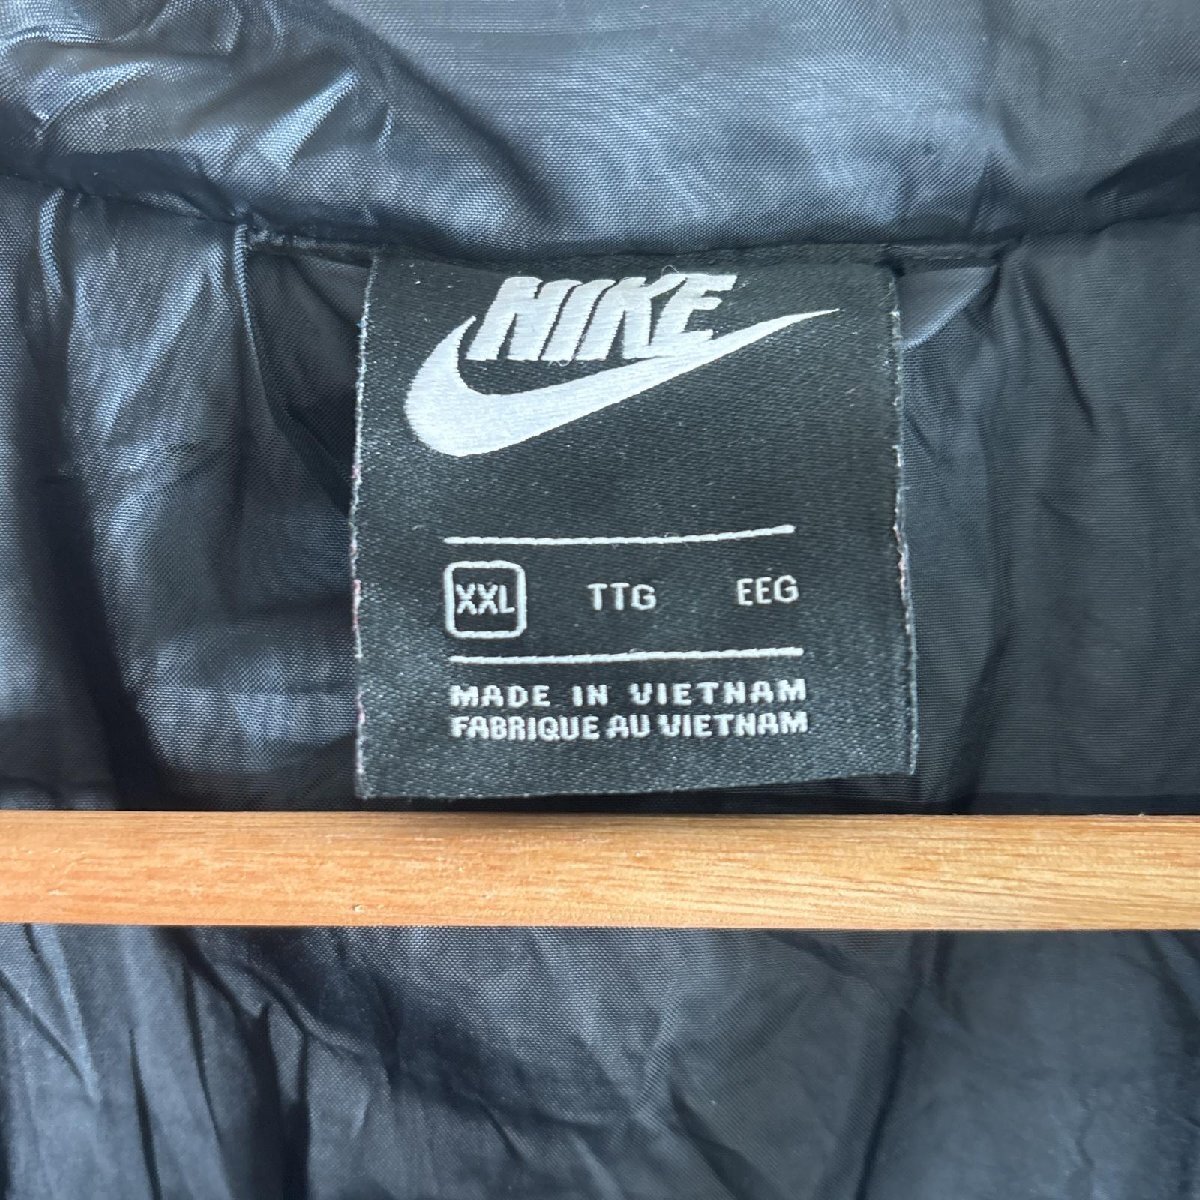 NIKE
XXL TTG EEG
MADE IN VIETNAM
FABRIQUE AU VIETNAM